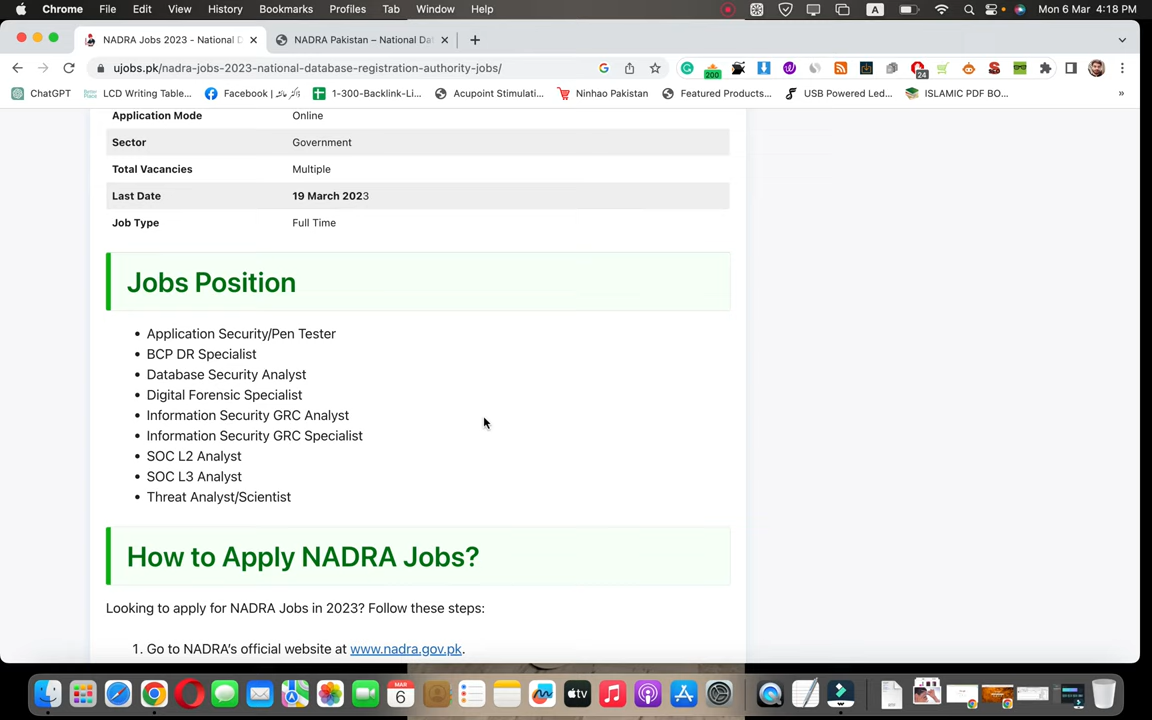 Chrome File Edit View History Bookmarks Profiles Tab Window Help A Mon 6 Mar 4:18 PM
NADRA Jobs 2023 - National D NADRA Pakistan – National Da
ujobs.pk/nadra-jobs-2023-national-database-registration-authority-jobs/ 200 24
ChatGPT LCD Writing Table... Facebook | 1-300-Backlink-Li... Acupoint Stimulati... Ninhao Pakistan Featured Products... USB Powered Led... ISLAMIC PDF BO... »
Application Mode Online
Sector Government
Total Vacancies Multiple
Last Date 19 March 2023
Job Type Full Time
Jobs Position
• Application Security/Pen Tester
• BCP DR Specialist
• Database Security Analyst
• Digital Forensic Specialist
• Information Security GRC Analyst
• Information Security GRC Specialist
• SOC L2 Analyst
• SOC L3 Analyst
• Threat Analyst/Scientist
How to Apply NADRA Jobs?
Looking to apply for NADRA Jobs in 2023? Follow these steps:
1. Go to NADRA's official website at www.nadra.gov.pk.
MAR
6
tv